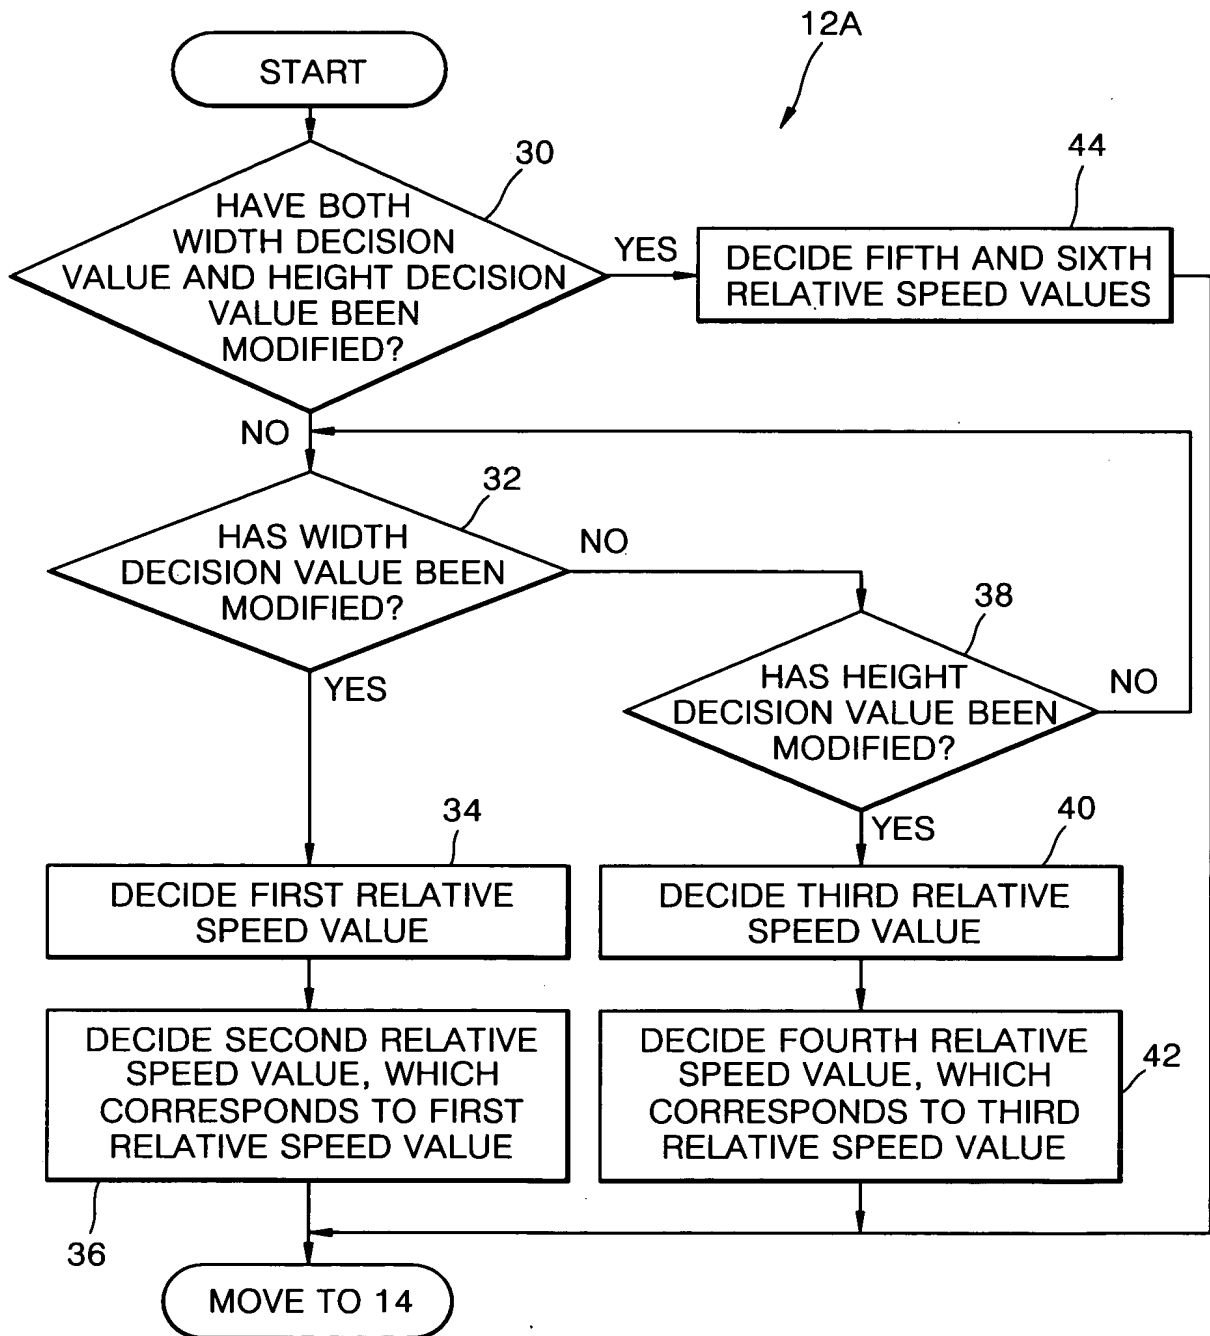 12A
START
30
HAVE BOTH
WIDTH DECISION
VALUE AND HEIGHT DECISION
VALUE BEEN
MODIFIED?
YES
44
DECIDE FIFTH AND SIXTH
RELATIVE SPEED VALUES
NO
32
HAS WIDTH
DECISION VALUE BEEN
MODIFIED?
NO
YES
38
HAS HEIGHT
DECISION VALUE BEEN
MODIFIED?
NO
YES
34
DECIDE FIRST RELATIVE
SPEED VALUE
40
DECIDE THIRD RELATIVE
SPEED VALUE
DECIDE SECOND RELATIVE
SPEED VALUE, WHICH
CORRESPONDS TO FIRST
RELATIVE SPEED VALUE
36
DECIDE FOURTH RELATIVE
SPEED VALUE, WHICH
CORRESPONDS TO THIRD
RELATIVE SPEED VALUE
42
MOVE TO 14